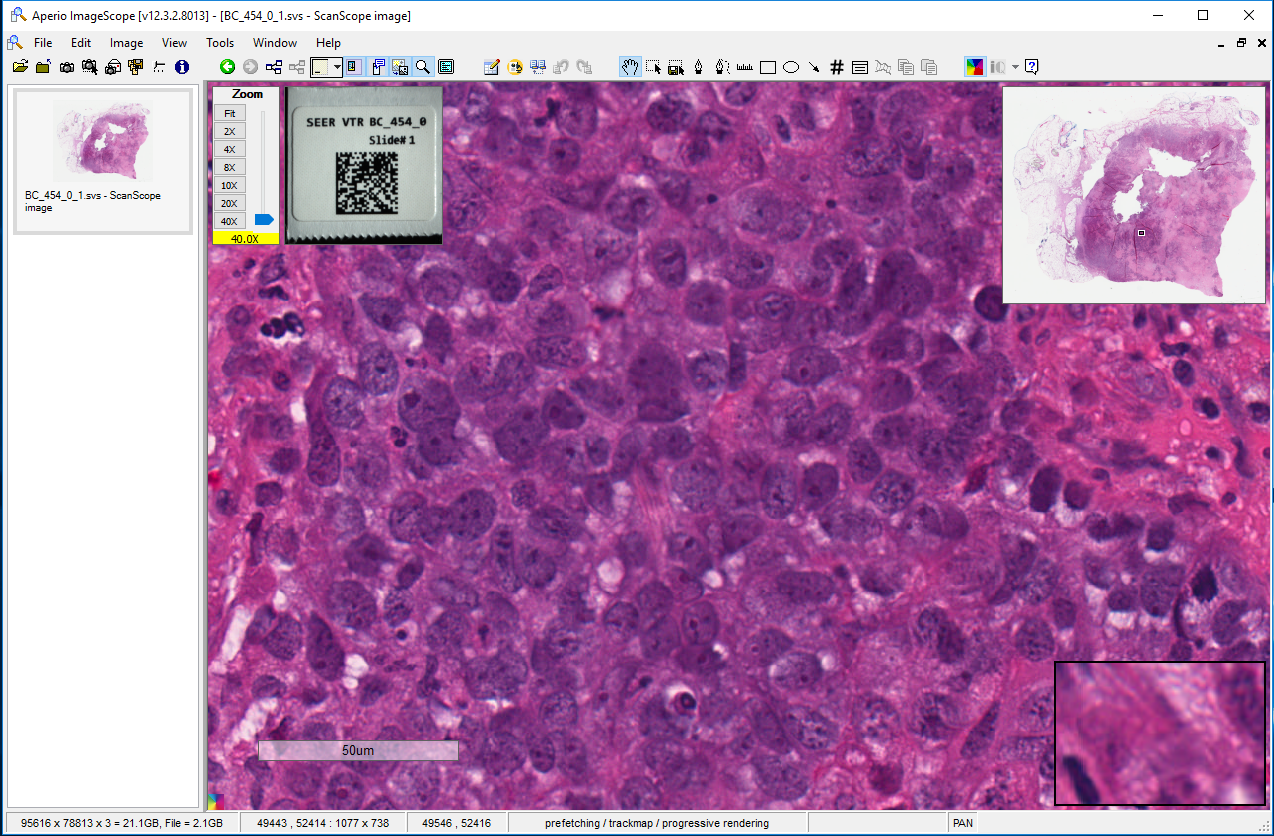 Aperio ImageScope [v12.3.2.8013] - [BC_454_0_1.svs - ScanScope image]
File Edit Image View Tools Window Help
iQ
BC_454_0_1.svs - ScanScope
image
Zoom
Fit
2X
4X
8X
10X
20X
40X
40.0X
SEER VTR BC_454_0
Slide# 1
50um
95616 x 78813 x 3 = 21.1GB, File = 2.1GB 49443 , 52414 : 1077 x 738 49546 , 52416 prefetching / trackmap / progressive rendering PAN